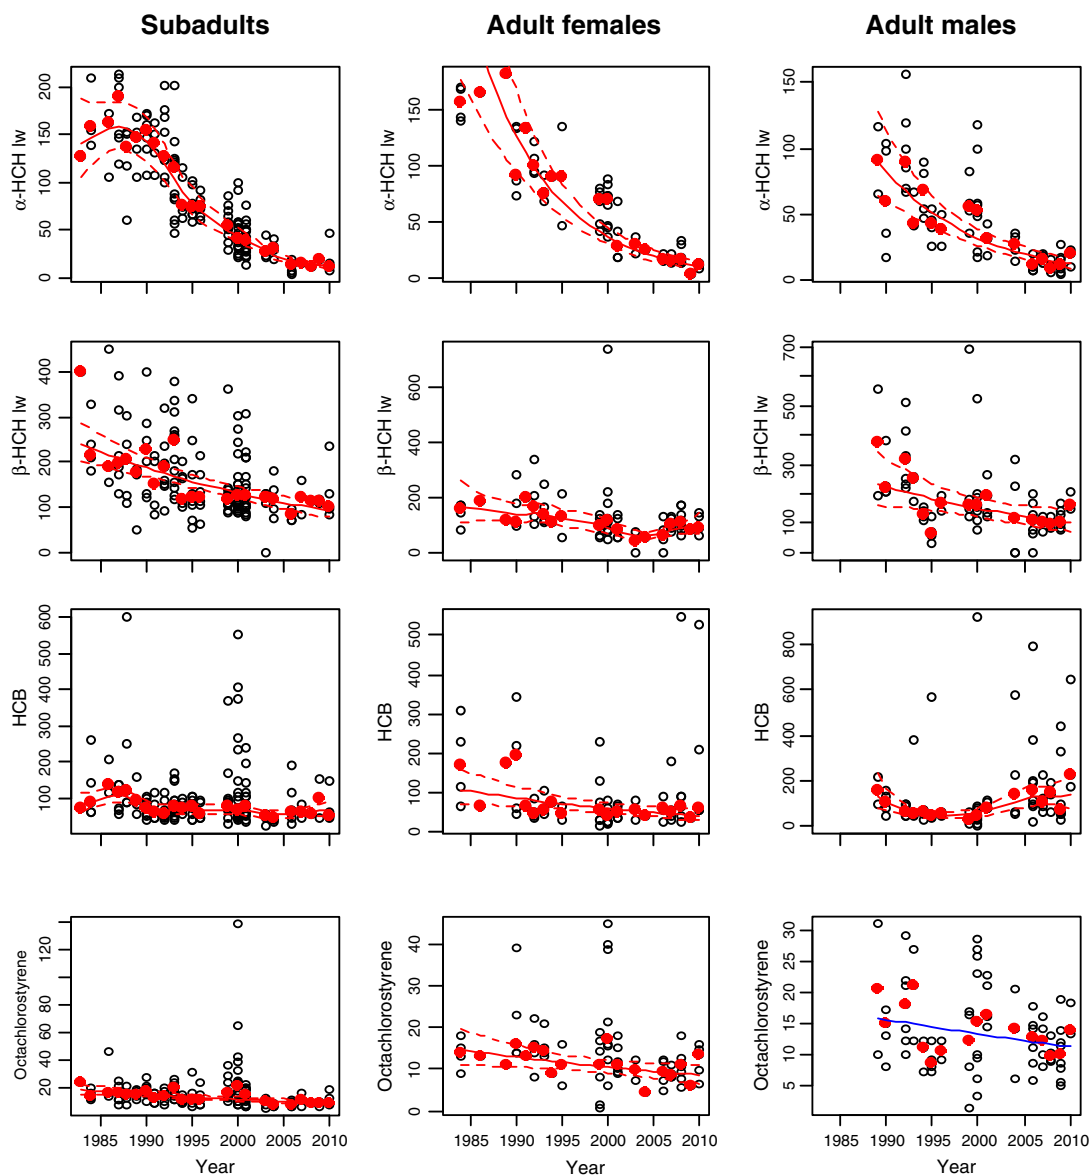 Subadults Adult females Adult males
α-HCH lw
0 50 100 150 200
α-HCH lw
0 50 100 150
α-HCH lw
0 50 100 150
β-HCH lw
0 100 200 300 400
β-HCH lw
0 200 400 600
β-HCH lw
0 100 300 500 700
HCB
100 200 300 400 500 600
HCB
0 100 200 300 500
HCB
0 200 400 600 800
Octachlorostyrene
20 40 60 80 120
Octachlorostyrene
0 10 20 30 40
Octachlorostyrene
5 10 15 20 25 30
1985 1990 1995 2000 2005 2010
1985 1990 1995 2000 2005 2010
1985 1990 1995 2000 2005 2010
Year Year Year